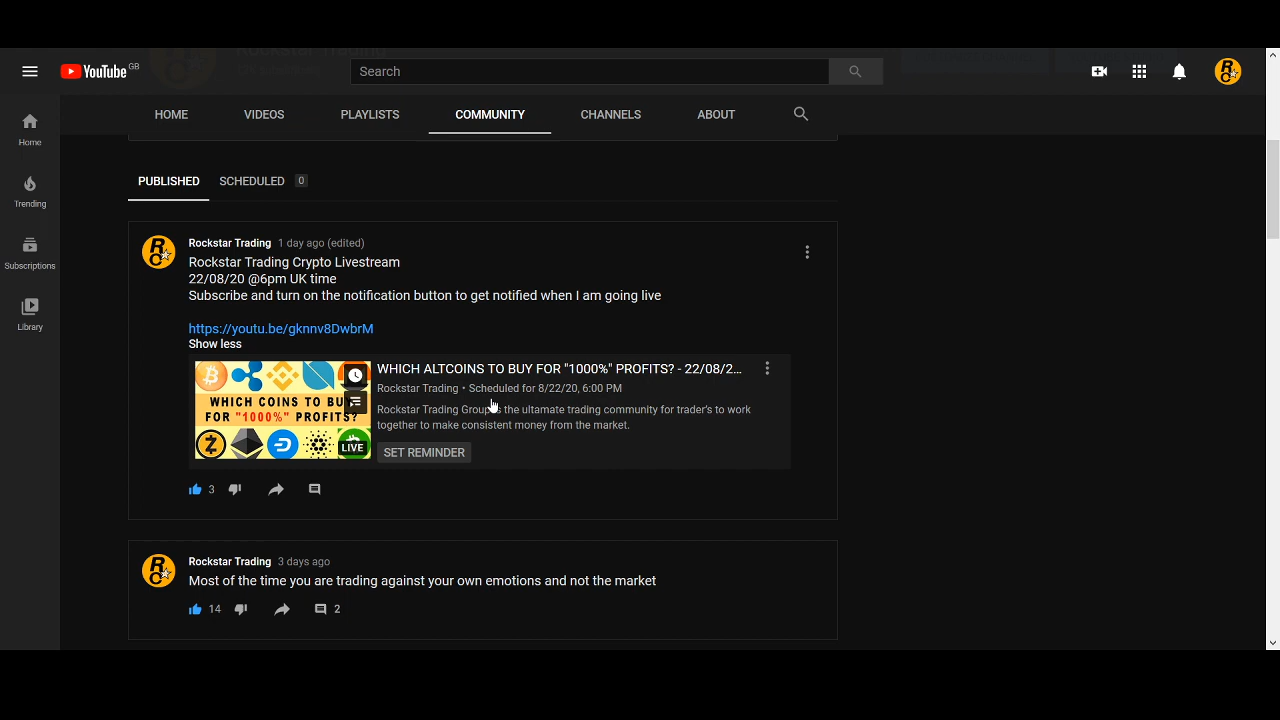 YouTube GB
Search
HOME VIDEOS PLAYLISTS COMMUNITY CHANNELS ABOUT
Home
Trending
Subscriptions
Library
PUBLISHED SCHEDULED 0
Rockstar Trading 1 day ago (edited)
Rockstar Trading Crypto Livestream
22/08/20 @6pm UK time
Subscribe and turn on the notification button to get notified when I am going live
https://youtu.be/gknnv8DwbrM
Show less
WHICH COINS TO BUY
FOR "1000%" PROFITS?
LIVE
WHICH ALTCOINS TO BUY FOR "1000%" PROFITS? - 22/08/2...
Rockstar Trading • Scheduled for 8/22/20, 6:00 PM
Rockstar Trading Group is the ultamate trading community for trader's to work
together to make consistent money from the market.
SET REMINDER
3
Rockstar Trading 3 days ago
Most of the time you are trading against your own emotions and not the market
14 2